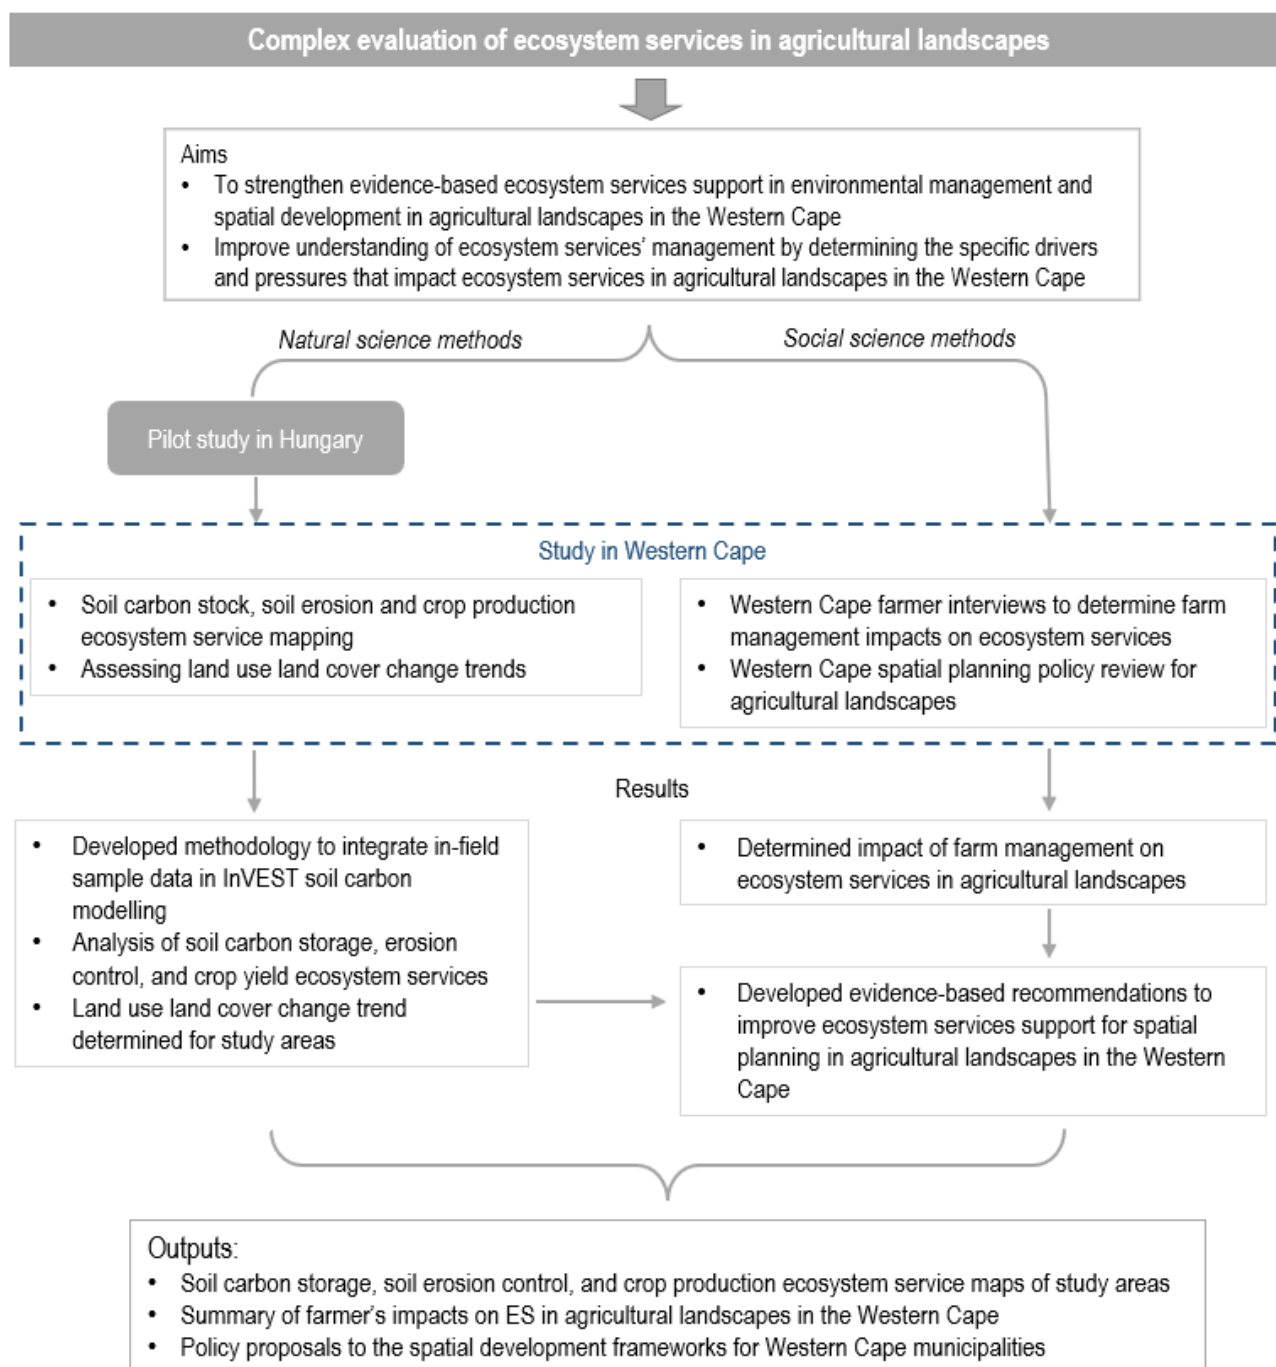 Complex evaluation of ecosystem services in agricultural landscapes
Aims
• To strengthen evidence-based ecosystem services support in environmental management and
spatial development in agricultural landscapes in the Western Cape
• Improve understanding of ecosystem services' management by determining the specific drivers
and pressures that impact ecosystem services in agricultural landscapes in the Western Cape
Natural science methods
Social science methods
Pilot study in Hungary
Study in Western Cape
• Soil carbon stock, soil erosion and crop production
ecosystem service mapping
• Assessing land use land cover change trends
• Western Cape farmer interviews to determine farm
management impacts on ecosystem services
• Western Cape spatial planning policy review for
agricultural landscapes
Results
• Developed methodology to integrate in-field
sample data in InVEST soil carbon
modelling
• Analysis of soil carbon storage, erosion
control, and crop yield ecosystem services
• Land use land cover change trend
determined for study areas
• Determined impact of farm management on
ecosystem services in agricultural landscapes
• Developed evidence-based recommendations to
improve ecosystem services support for spatial
planning in agricultural landscapes in the Western
Cape
Outputs:
• Soil carbon storage, soil erosion control, and crop production ecosystem service maps of study areas
• Summary of farmer's impacts on ES in agricultural landscapes in the Western Cape
• Policy proposals to the spatial development frameworks for Western Cape municipalities